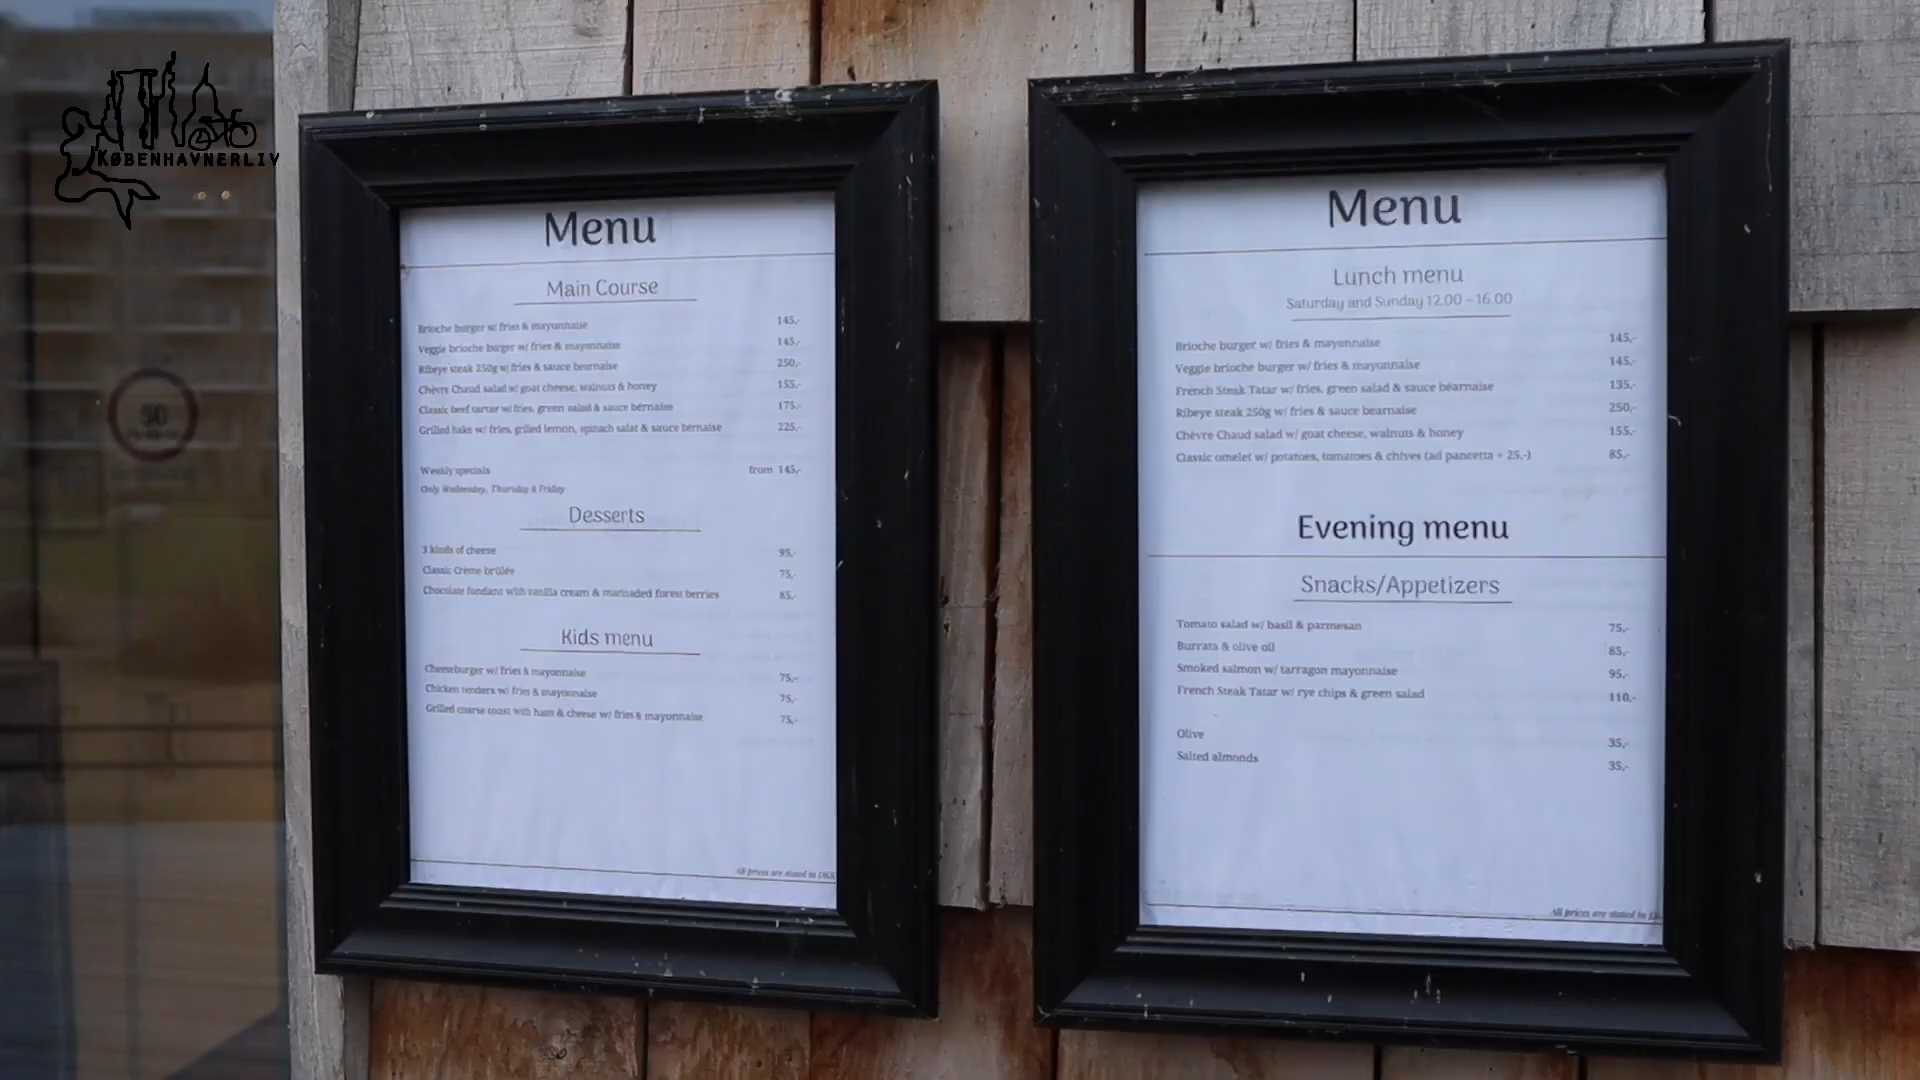 KØBENHAVNERLIV
Menu
Main Course
Brioche burger w/ fries & mayonnaise 145,-
Veggie brioche burger w/ fries & mayonnaise 145,-
Ribeye steak 250g w/ fries & sauce bearnaise 250,-
Chèvre Chaud salad w/ goat cheese, walnuts & honey 155,-
Classic beef tartar w/ fries, green salad & sauce bérnaise 175,-
Grilled hake w/ fries, grilled lemon, spinach salat & sauce bérnaise 225,-
Weekly specials from 145,-
Only Wednesday, Thursday & Friday
Desserts
3 kinds of cheese 95,-
Classic Crème brûlée 75,-
Chocolate fondant with vanilla cream & marinaded forest berries 85,-
Kids menu
Cheeseburger w/ fries & mayonnaise 75,-
Chicken tenders w/ fries & mayonnaise 75,-
Grilled coarse toast with ham & cheese w/ fries & mayonnaise 75,-
All prices are stated in DKK
Menu
Lunch menu
Saturday and Sunday 12.00 – 16.00
Brioche burger w/ fries & mayonnaise 145,-
Veggie brioche burger w/ fries & mayonnaise 145,-
French Steak Tatar w/ fries, green salad & sauce béarnaise 135,-
Ribeye steak 250g w/ fries & sauce bearnaise 250,-
Chèvre Chaud salad w/ goat cheese, walnuts & honey 155,-
Classic omelet w/ potatoes, tomatoes & chives (ad pancetta + 25,-) 85,-
Evening menu
Snacks/Appetizers
Tomato salad w/ basil & parmesan 75,-
Burrata & olive oil 85,-
Smoked salmon w/ tarragon mayonnaise 95,-
French Steak Tatar w/ rye chips & green salad 110,-
Olive 35,-
Salted almonds 35,-
All prices are stated in